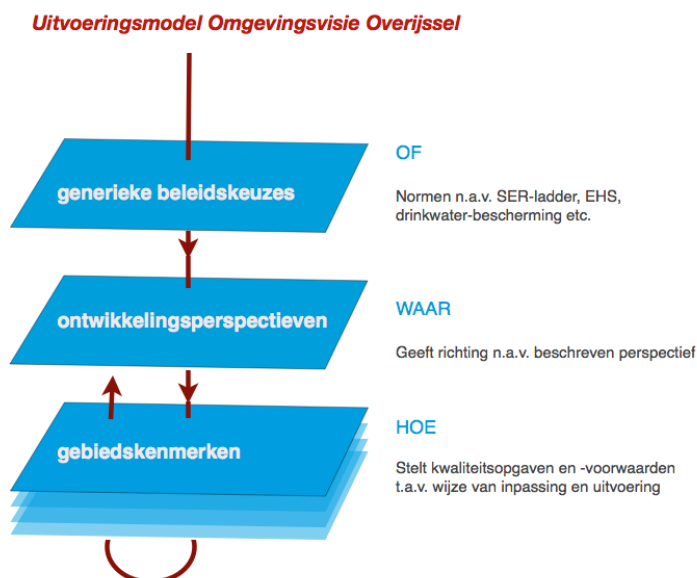 Uitvoeringsmodel Omgevingsvisie Overijssel
generieke beleidskeuzes
OF
Normen n.a.v. SER-ladder, EHS,
drinkwater-bescherming etc.
ontwikkelingsperspectieven
WAAR
Geeft richting n.a.v. beschreven perspectief
gebiedskenmerken
HOE
Stelt kwaliteitsopgaven en -voorwaarden
t.a.v. wijze van inpassing en uitvoering